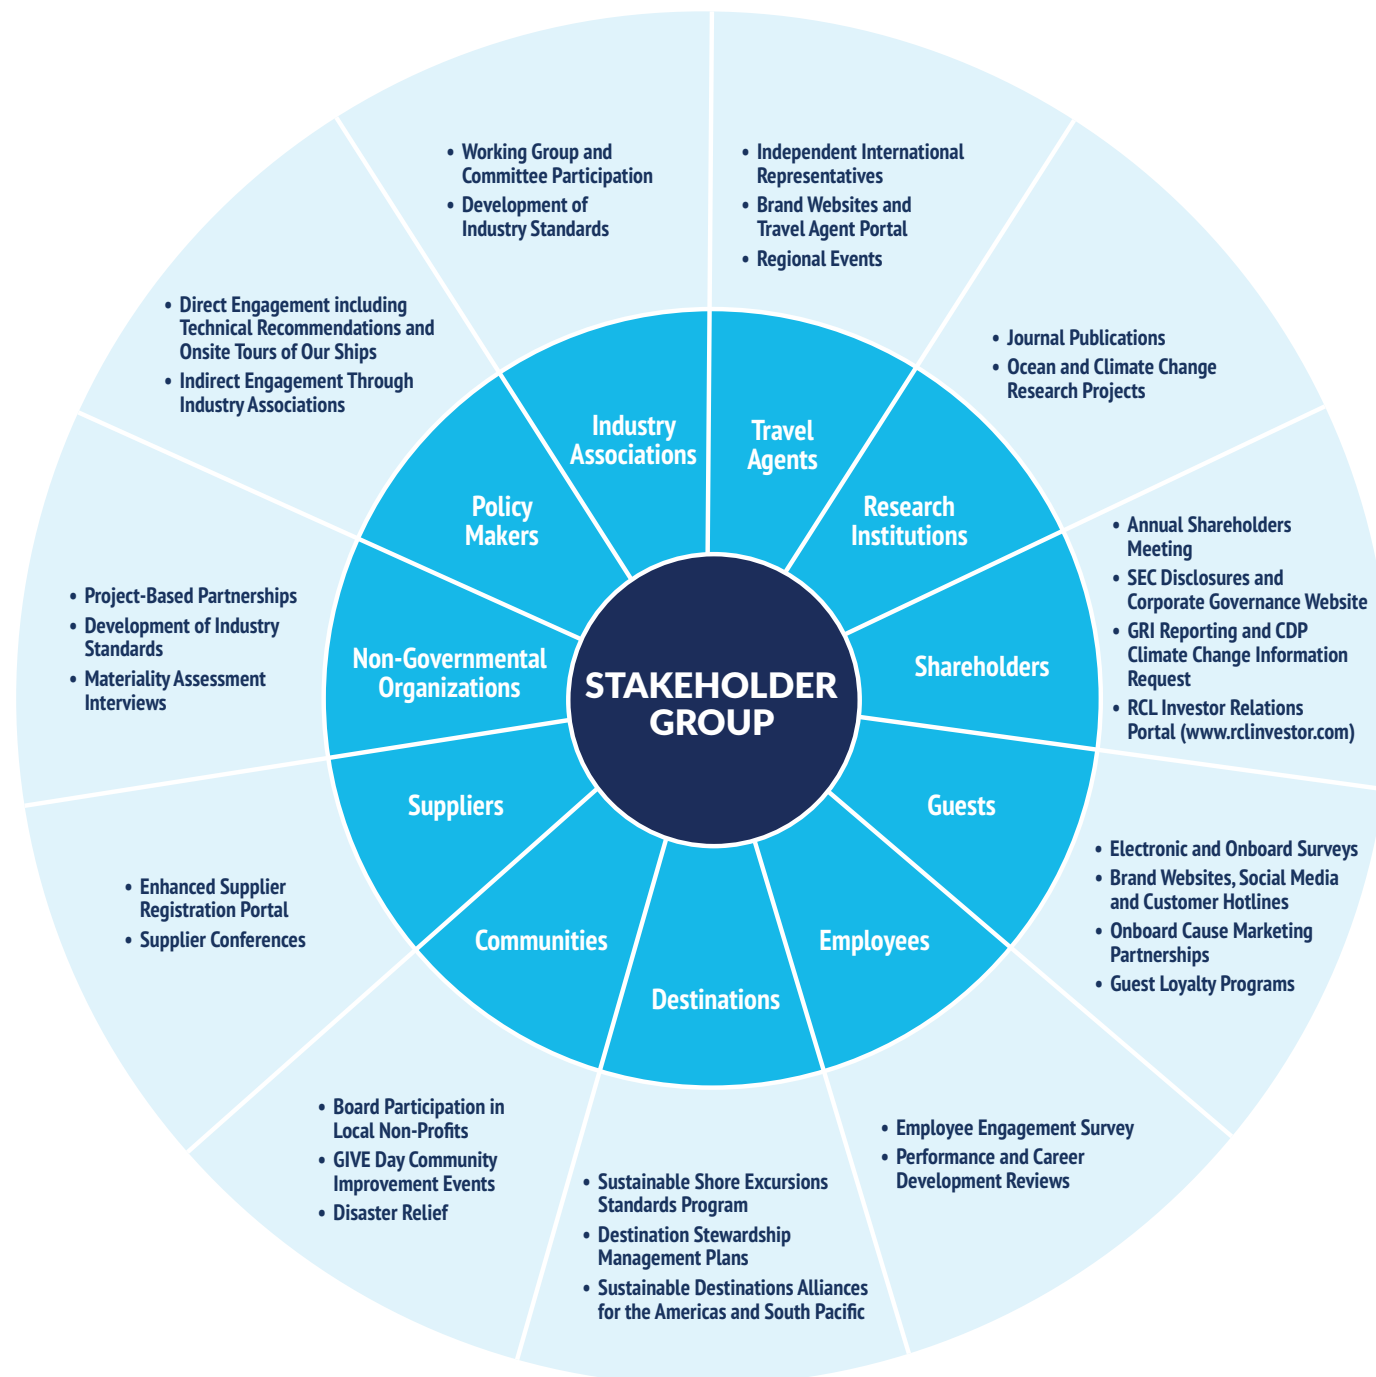 STAKEHOLDER
GROUP
Industry
Associations
• Working Group and
Committee Participation
• Development of
Industry Standards
Travel
Agents
• Independent International
Representatives
• Brand Websites and
Travel Agent Portal
• Regional Events
Research
Institutions
• Journal Publications
• Ocean and Climate Change
Research Projects
Shareholders
• Annual Shareholders
Meeting
• SEC Disclosures and
Corporate Governance Website
• GRI Reporting and CDP
Climate Change Information
Request
• RCL Investor Relations
Portal (www.rclinvestor.com)
Guests
• Electronic and Onboard Surveys
• Brand Websites, Social Media
and Customer Hotlines
• Onboard Cause Marketing
Partnerships
• Guest Loyalty Programs
Employees
• Employee Engagement Survey
• Performance and Career
Development Reviews
Destinations
• Sustainable Shore Excursions
Standards Program
• Destination Stewardship
Management Plans
• Sustainable Destinations Alliances
for the Americas and South Pacific
Communities
• Board Participation in
Local Non-Profits
• GIVE Day Community
Improvement Events
• Disaster Relief
Suppliers
• Enhanced Supplier
Registration Portal
• Supplier Conferences
Non-Governmental
Organizations
• Project-Based Partnerships
• Development of Industry
Standards
• Materiality Assessment
Interviews
Policy
Makers
• Direct Engagement including
Technical Recommendations and
Onsite Tours of Our Ships
• Indirect Engagement Through
Industry Associations